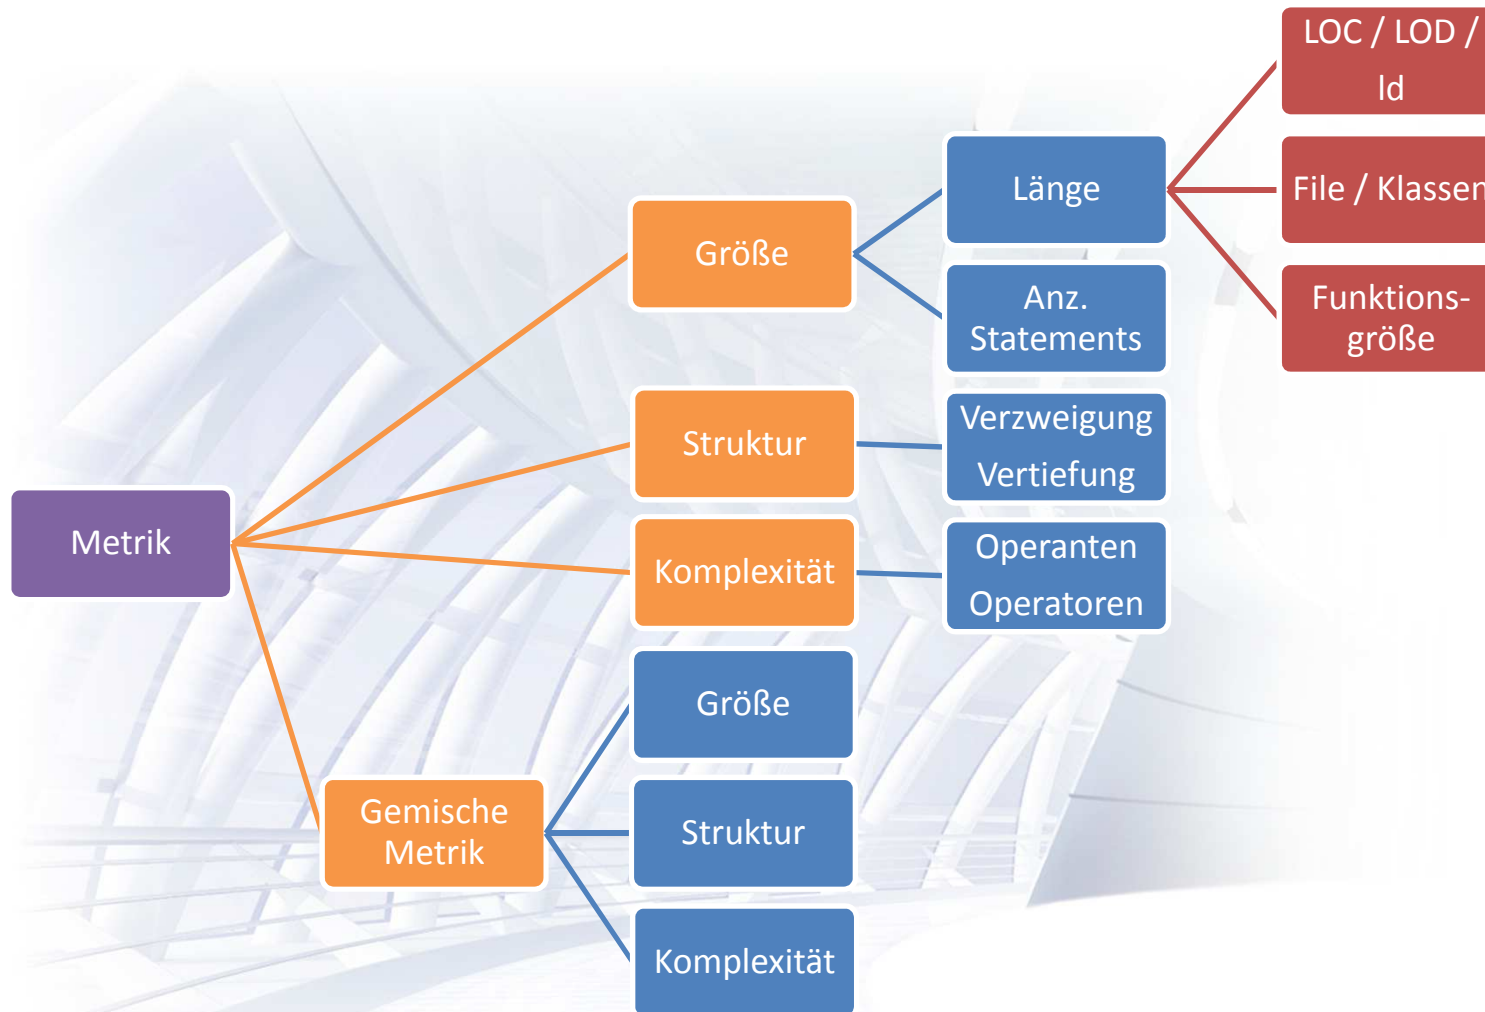 LOC / LOD /
ld
Länge
File / Klassen
Größe
Anz.
Statements
Funktions-
größe
Struktur
Verzweigung
Vertiefung
Metrik
Komplexität
Operanten
Operatoren
Größe
Gemische
Metrik
Struktur
Komplexität